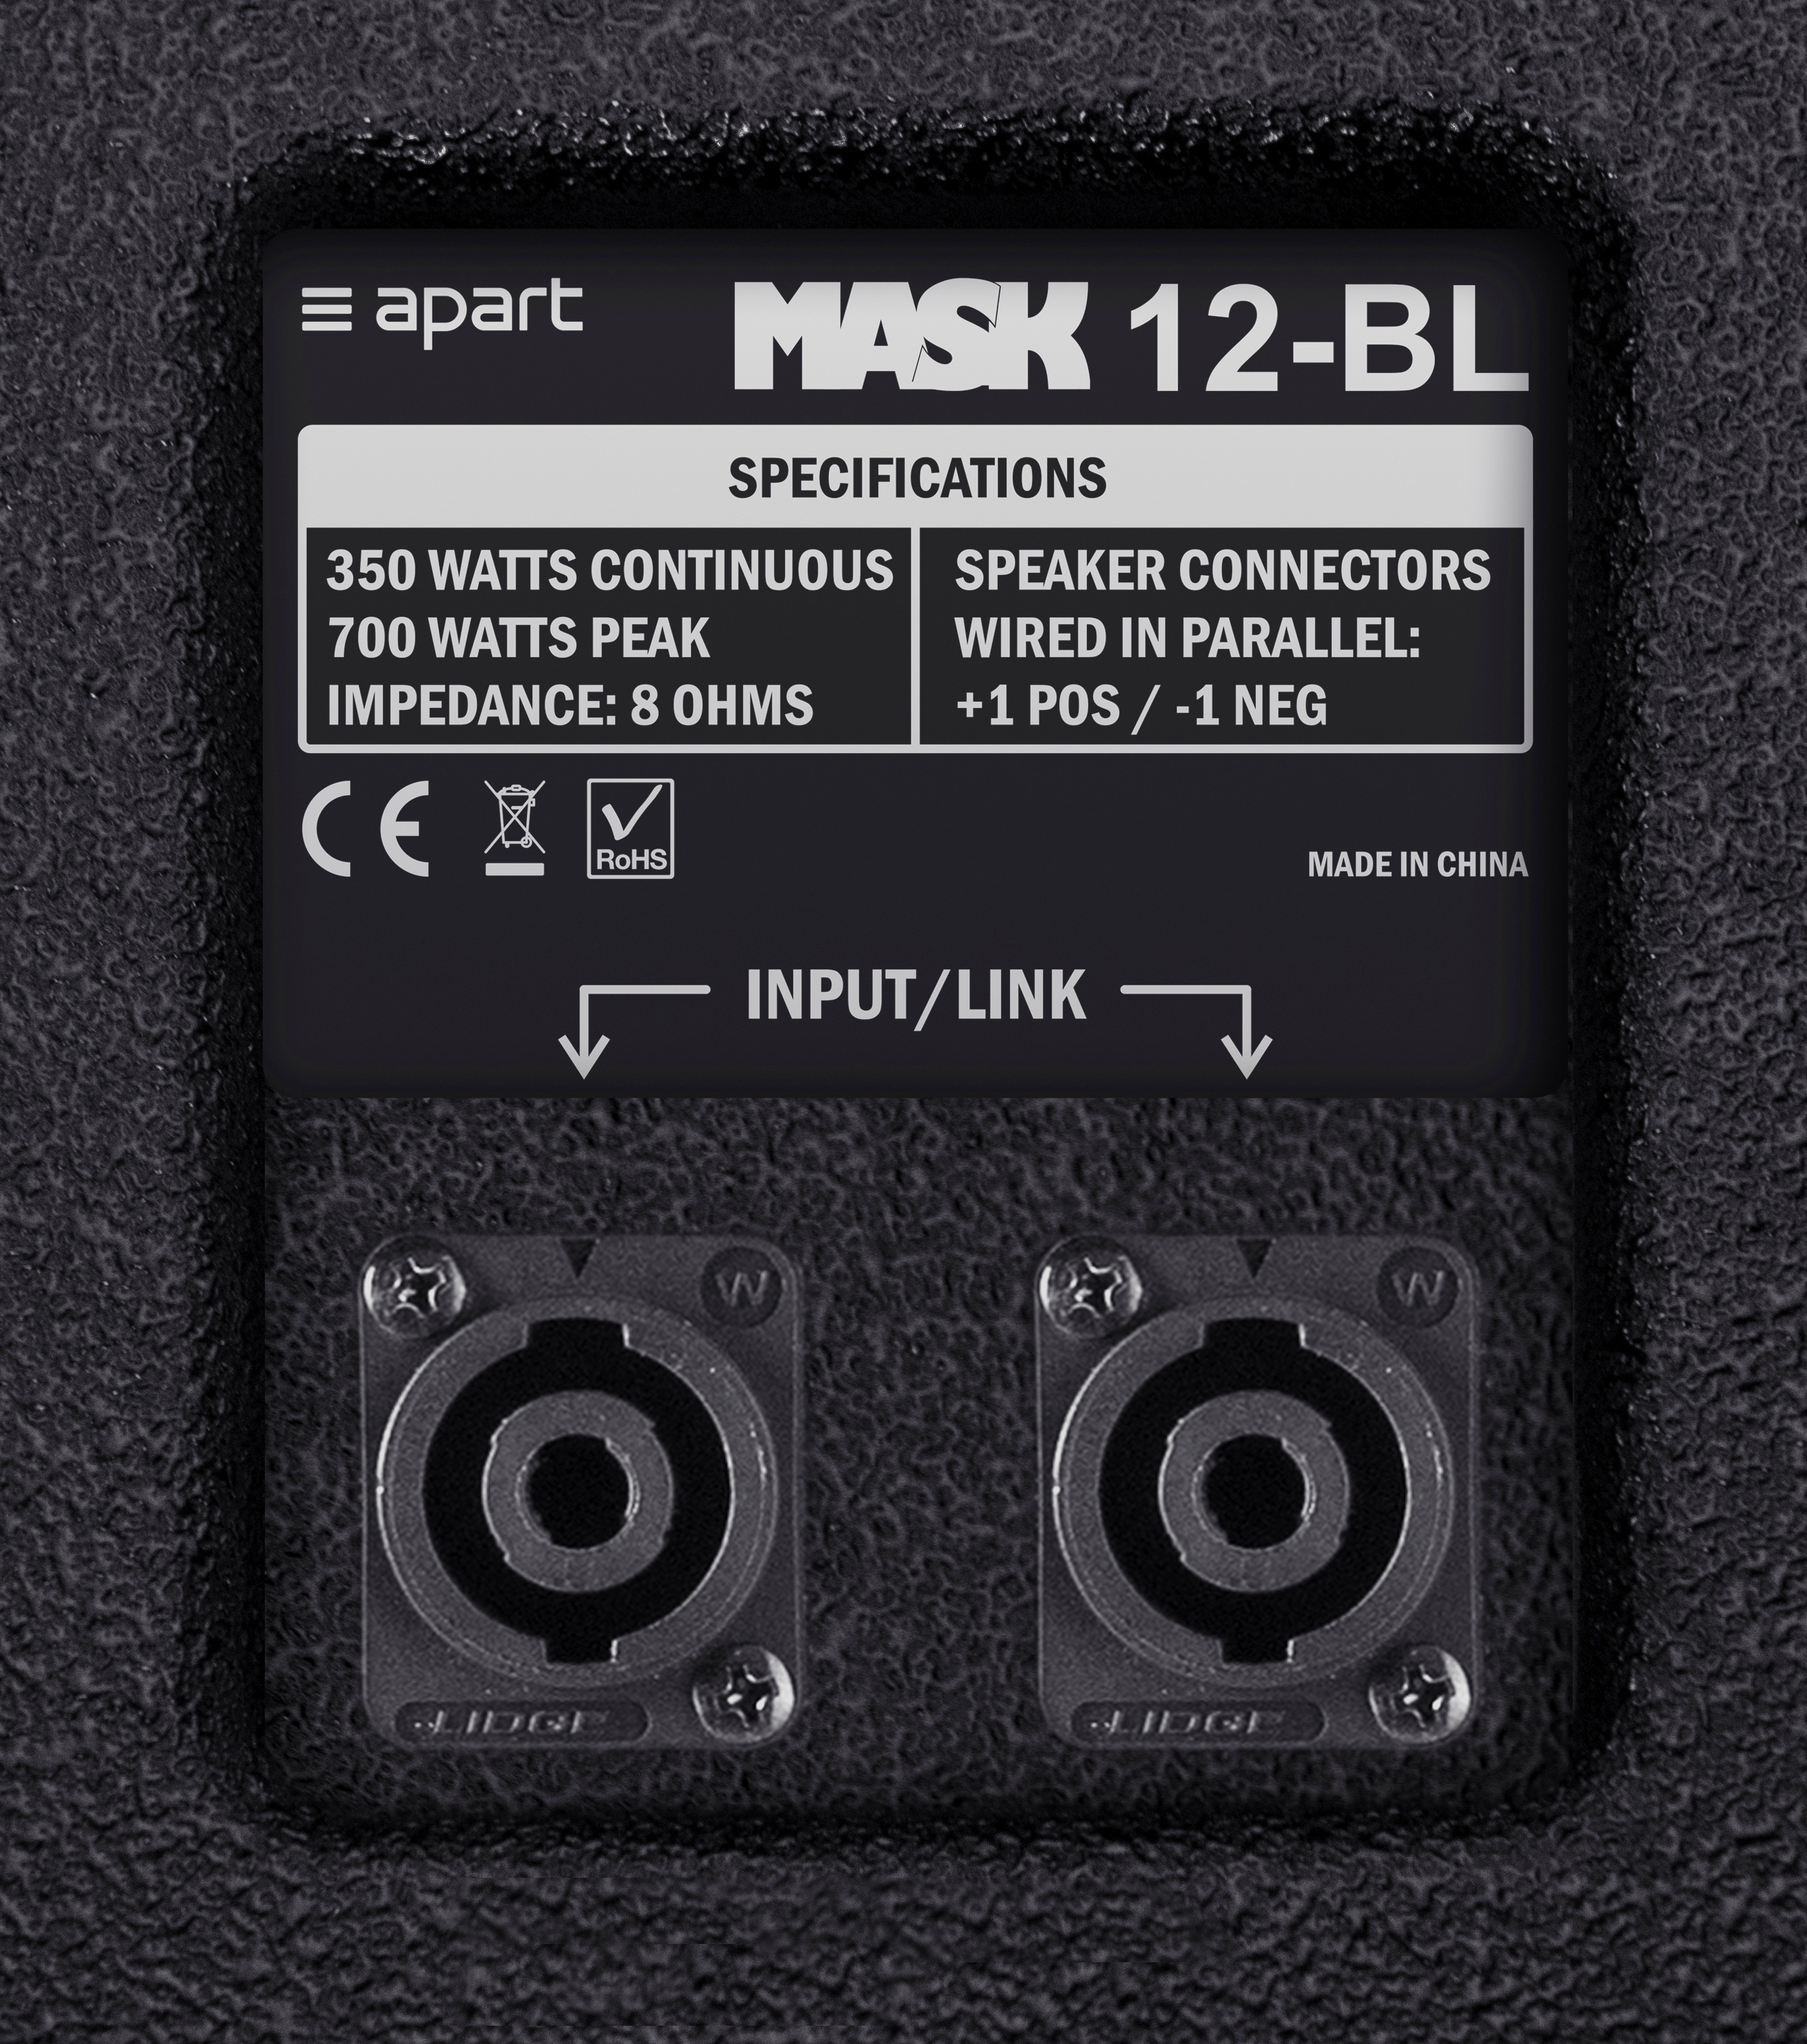 apart
MASK 12-BL
SPECIFICATIONS
350 WATTS CONTINUOUS
700 WATTS PEAK
IMPEDANCE: 8 OHMS
SPEAKER CONNECTORS
WIRED IN PARALLEL:
+1 POS / -1 NEG
CE
RoHS
MADE IN CHINA
INPUT/LINK
W
W